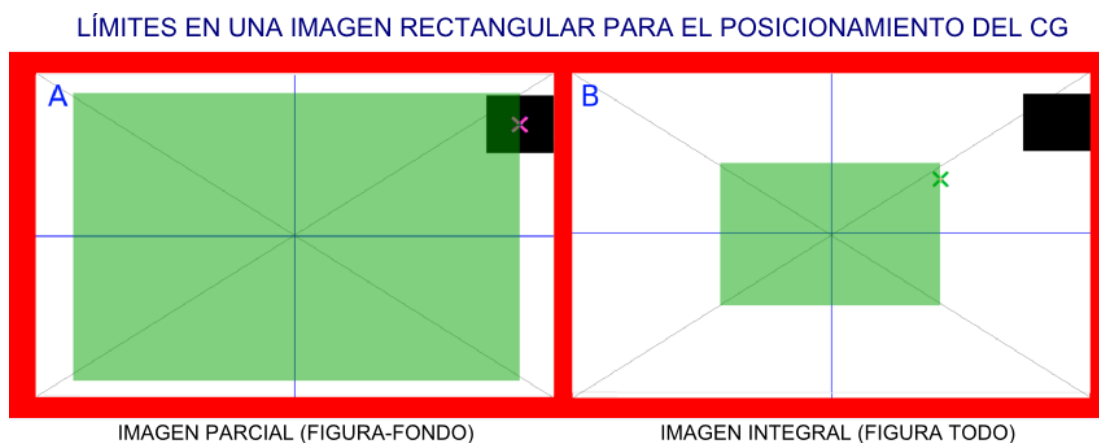 LÍMITES EN UNA IMAGEN RECTANGULAR PARA EL POSICIONAMIENTO DEL CG
A
B
IMAGEN PARCIAL (FIGURA-FONDO)
IMAGEN INTEGRAL (FIGURA TODO)